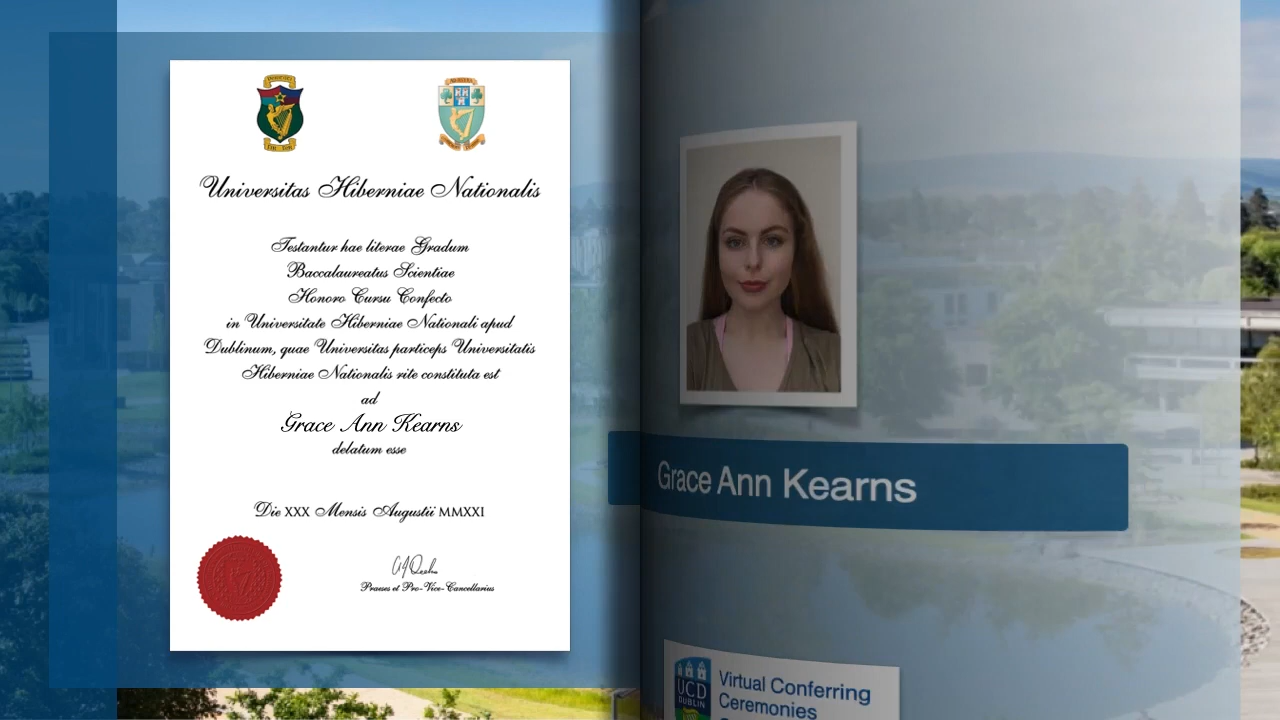 Universitas Hiberniae Nationalis
Testantur hae literae Gradum
Baccalaureatus Scientiae
Honoro Cursu Confecto
in Universitate Hiberniae Nationali apud
Dublinum, quae Universitas particeps Universitatis
Hiberniae Nationalis rite constituta est
ad
Grace Ann Kearns
delatum esse
Die XXX Mensis Augustii MMXXI
Praeses et Pro-Vice-Cancellarius
Grace Ann Kearns
UCD
DUBLIN
Virtual Conferring
Ceremonies